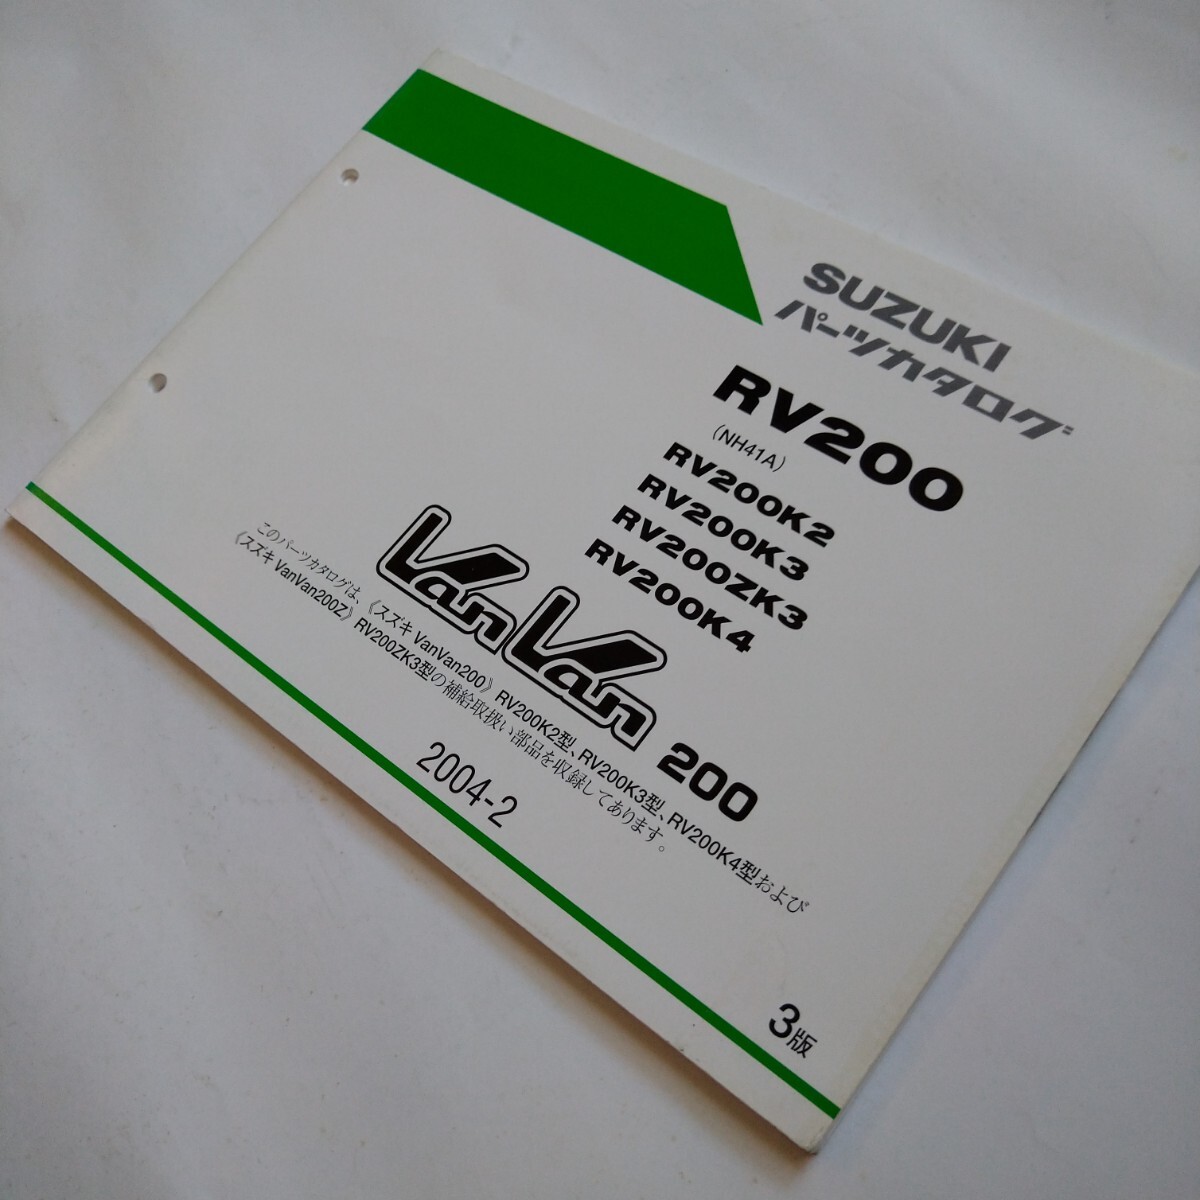 SUZUKI
パーツカタログ
RV200
(NH41A)
RV200K2
RV200K3
RV200ZK3
RV200K4
VanVan 200
このパーツカタログは、《スズキ VanVan200》RV200K2型、RV200K3型、RV200K4型および
《スズキ VanVan200Z》RV200ZK3型の補給取扱い部品を収録してあります。
2004-2
3版